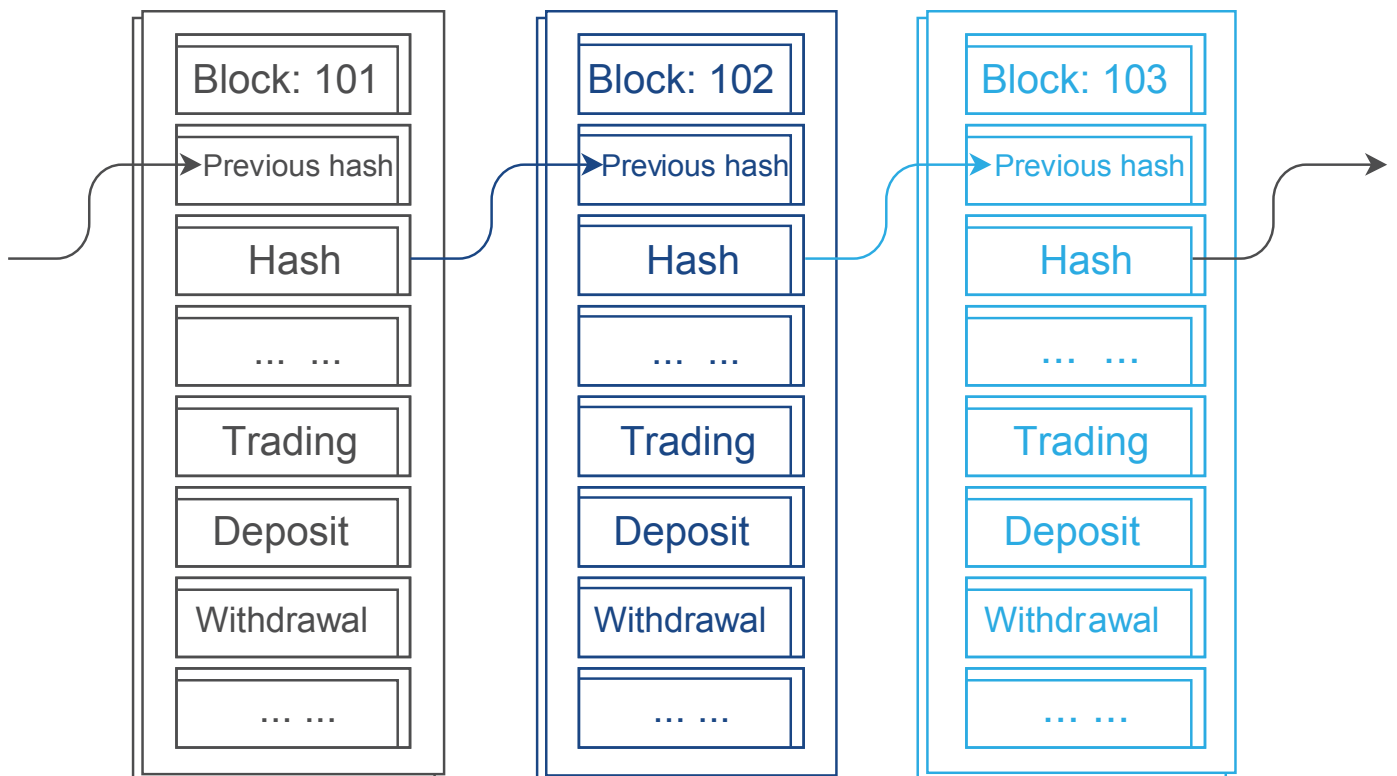 Block: 101
Previous hash
Hash
... ...
Trading
Deposit
Withdrawal
... ...
Block: 102
Previous hash
Hash
... ...
Trading
Deposit
Withdrawal
... ...
Block: 103
Previous hash
Hash
... ...
Trading
Deposit
Withdrawal
... ...